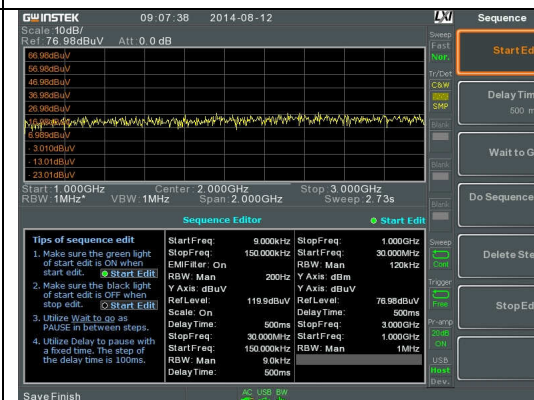 GW INSTEK 09:07:38 2014-08-12 LXI Sequence
Scale:10dB/
Ref:76.98dBuV Att:0.0dB
66.98dBuV
56.98dBuV
46.98dBuV
36.98dBuV
26.98dBuV
16.98dBuV
6.989dBuV
-3.010dBuV
-13.01dBuV
-23.01dBuV
Start:1.000GHz Center:2.000GHz Stop:3.000GHz
RBW:1MHz* VBW:1MHz Span:2.000GHz Sweep:2.73s
Sweep
Fast
Nor.
Tr/Det
C&W
SMP
Blank
Blank
Blank
Sweep
Cont
Trigger
Free
Pr-amp
20dB
ON
USB
Host
Dev.
Start Ed
Delay Tim
500 m
Wait to G
Do Sequence
Delete Ste
Stop Ed
Sequence Editor Start Edit
Tips of sequence edit
1. Make sure the green light
of start edit is ON when
start edit. Start Edit
2. Make sure the black light
of start edit is OFF when
stop edit. Start Edit
3. Utilize Wait to go as
PAUSE in between steps.
4. Utilize Delay to pause with
a fixed time. The step of
the delay time is 100ms.
StartFreq: 9.000kHz
StopFreq: 150.000kHz
EMIFilter: On
RBW: Man 200Hz
Y Axis: dBuV
RefLevel: 119.9dBuV
Scale: On
DelayTime: 500ms
StopFreq: 30.000MHz
StartFreq: 150.000kHz
RBW: Man 9.0kHz
DelayTime: 500ms
StopFreq: 1.000GHz
StartFreq: 30.000MHz
RBW: Man 120kHz
Y Axis: dBm
Y Axis: dBuV
RefLevel: 76.98dBuV
DelayTime: 500ms
StopFreq: 3.000GHz
StartFreq: 1.000GHz
RBW: Man 1MHz
Save Finish
AC USB BW